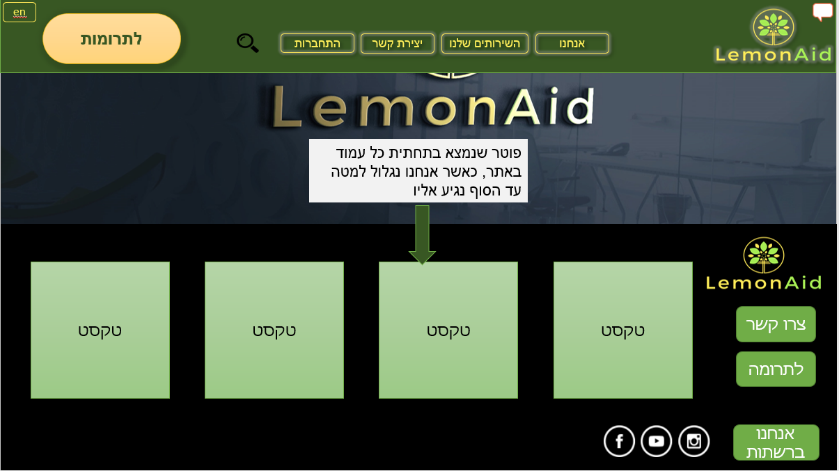 en
לתרומות
אנחנו
השירותים שלנו
יצירת קשר
התחברות
LemonAid
LemonAid
פוטר שנמצא בתחתית כל עמוד
באתר, כאשר אנחנו נגלול למטה
עד הסוף נגיע אליו
LemonAid
טקסט
טקסט
טקסט
טקסט
צרו קשר
לתרומה
אנחנו
ברשתות